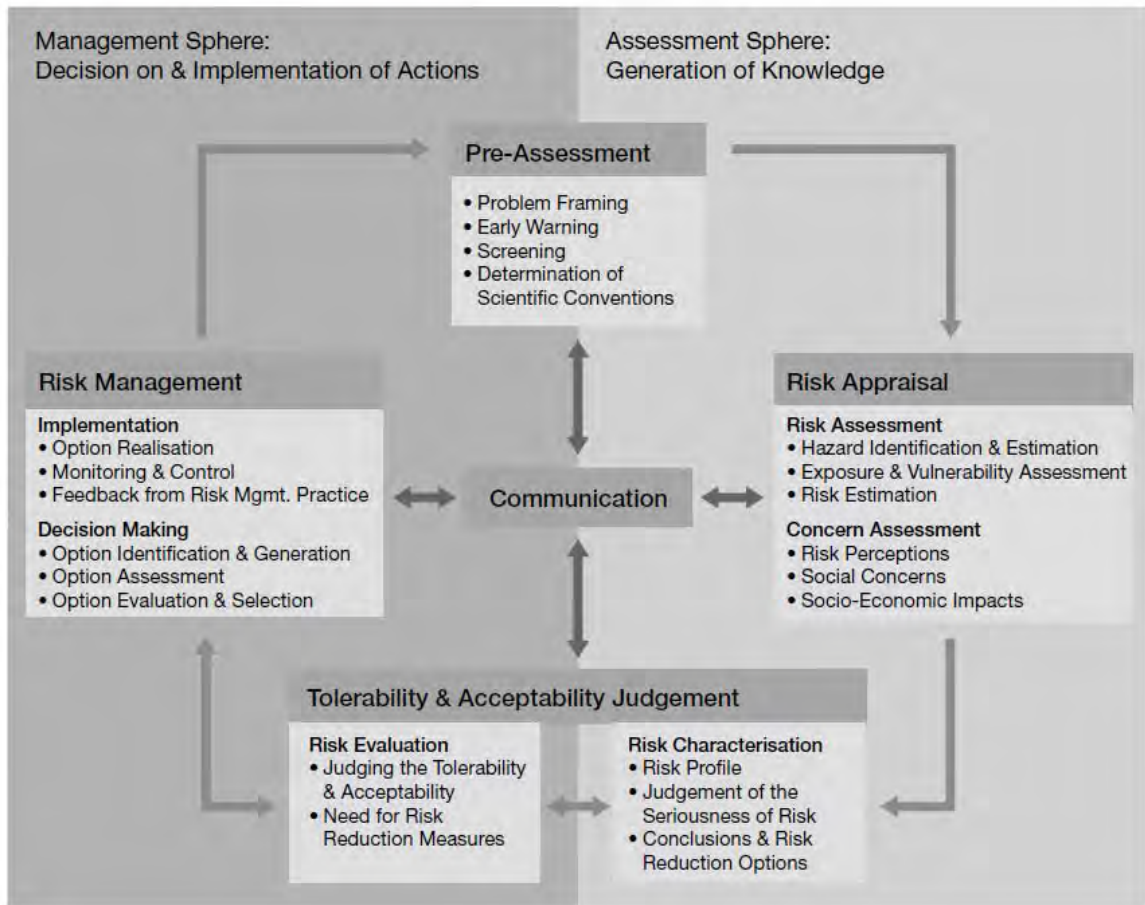 Management Sphere:
Decision on & Implementation of Actions
Assessment Sphere:
Generation of Knowledge
Pre-Assessment
• Problem Framing
• Early Warning
• Screening
• Determination of
Scientific Conventions
Risk Management
Implementation
• Option Realisation
• Monitoring & Control
• Feedback from Risk Mgmt. Practice
Decision Making
• Option Identification & Generation
• Option Assessment
• Option Evaluation & Selection
Communication
Risk Appraisal
Risk Assessment
• Hazard Identification & Estimation
• Exposure & Vulnerability Assessment
• Risk Estimation
Concern Assessment
• Risk Perceptions
• Social Concerns
• Socio-Economic Impacts
Tolerability & Acceptability Judgement
Risk Evaluation
• Judging the Tolerability
& Acceptability
• Need for Risk
Reduction Measures
Risk Characterisation
• Risk Profile
• Judgement of the
Seriousness of Risk
• Conclusions & Risk
Reduction Options